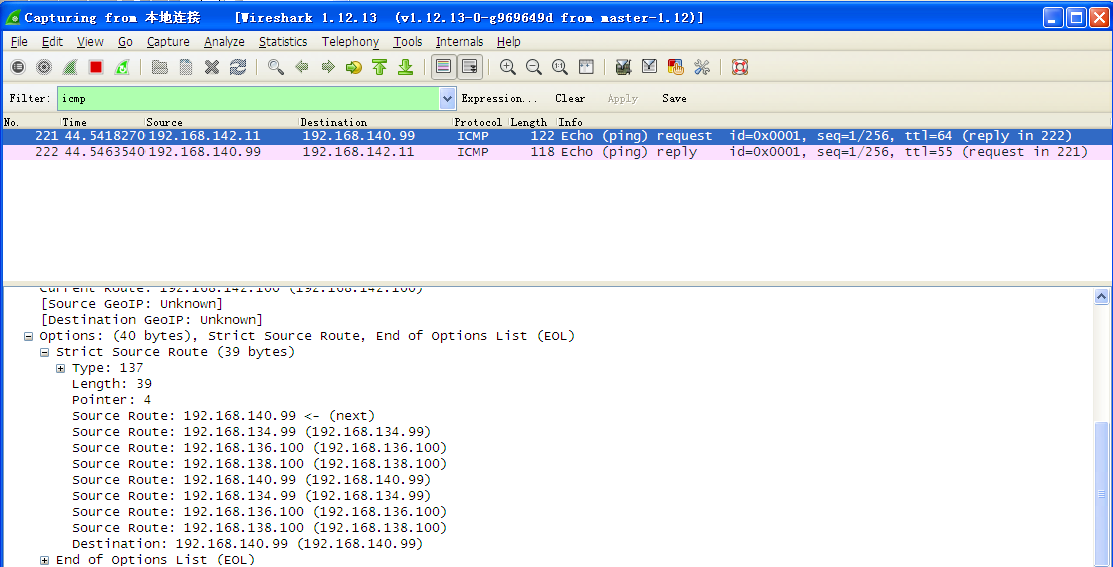 Capturing from 本地连接 [Wireshark 1.12.13 (v1.12.13-0-g969649d from master-1.12)]
File Edit View Go Capture Analyze Statistics Telephony Tools Internals Help
Filter: icmp Expression... Clear Apply Save
No. Time Source Destination Protocol Length Info
221 44.5418270 192.168.142.11 192.168.140.99 ICMP 122 Echo (ping) request id=0x0001, seq=1/256, ttl=64 (reply in 222)
222 44.5463540 192.168.140.99 192.168.142.11 ICMP 118 Echo (ping) reply id=0x0001, seq=1/256, ttl=55 (request in 221)
Current Route: 192.168.142.100 (192.168.142.100)
[Source GeoIP: Unknown]
[Destination GeoIP: Unknown]
Options: (40 bytes), Strict Source Route, End of Options List (EOL)
Strict Source Route (39 bytes)
Type: 137
Length: 39
Pointer: 4
Source Route: 192.168.140.99 <- (next)
Source Route: 192.168.134.99 (192.168.134.99)
Source Route: 192.168.136.100 (192.168.136.100)
Source Route: 192.168.138.100 (192.168.138.100)
Source Route: 192.168.140.99 (192.168.140.99)
Source Route: 192.168.134.99 (192.168.134.99)
Source Route: 192.168.136.100 (192.168.136.100)
Source Route: 192.168.138.100 (192.168.138.100)
Destination: 192.168.140.99 (192.168.140.99)
End of Options List (EOL)